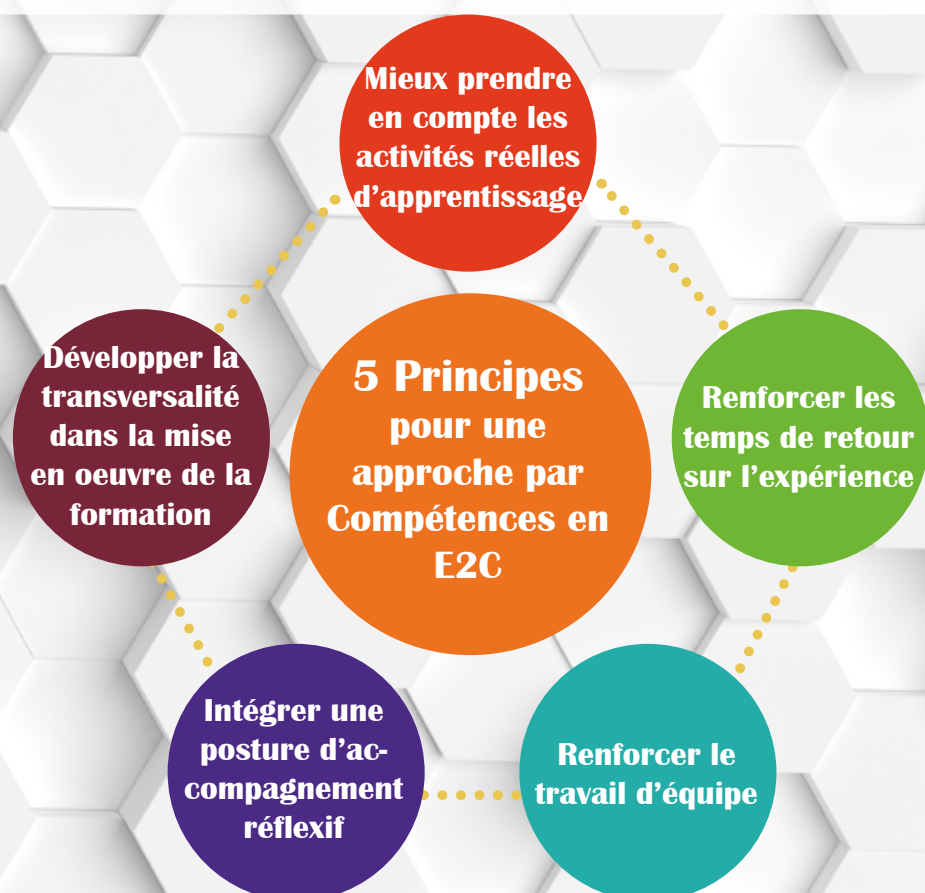 Mieux prendre
en compte les
activités réelles
d'apprentissage
Développer la
transversalité
dans la mise
en oeuvre de la
formation
5 Principes
pour une
approche par
Compétences en
E2C
Renforcer les
temps de retour
sur l'expérience
Intégrer une
posture d'ac-
compagnement
réflexif
Renforcer le
travail d'équipe